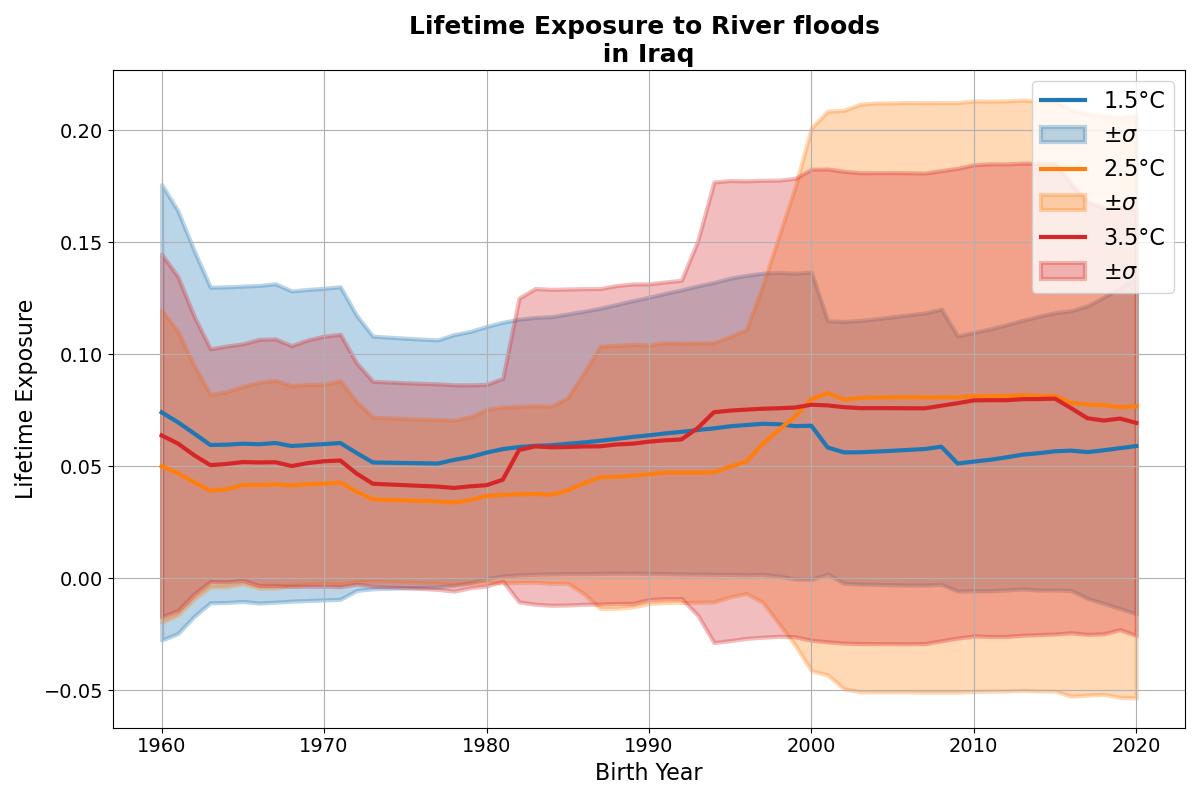 Lifetime Exposure to River floods
in Iraq
Lifetime Exposure
0.20
0.15
0.10
0.05
0.00
−0.05
1960
1970
1980
1990
2000
2010
2020
Birth Year
1.5°C
±σ
2.5°C
±σ
3.5°C
±σ